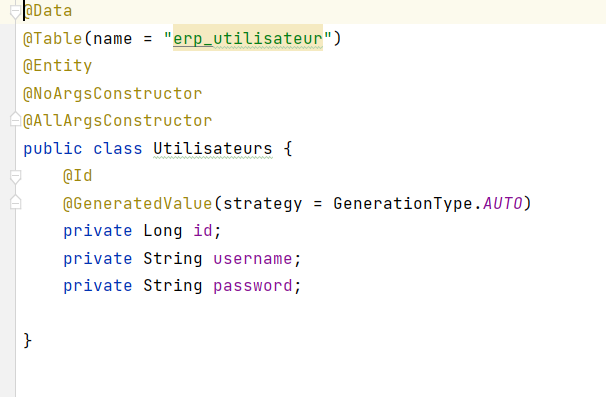 @Data
@Table(name = "erp_utilisateur")
@Entity
@NoArgsConstructor
@AllArgsConstructor
public class Utilisateurs {
    @Id
    @GeneratedValue(strategy = GenerationType.AUTO)
    private Long id;
    private String username;
    private String password;
}